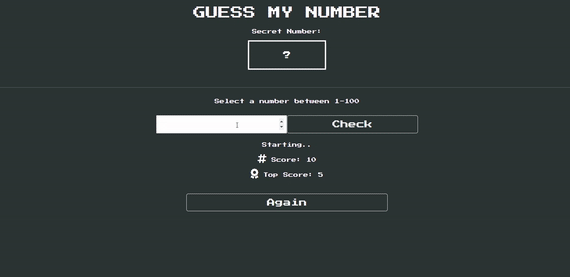 GUESS MY NUMBER
Secret Number:
?
Select a number between 1-100
Check
Starting..
Score: 10
Top Score: 5
Again